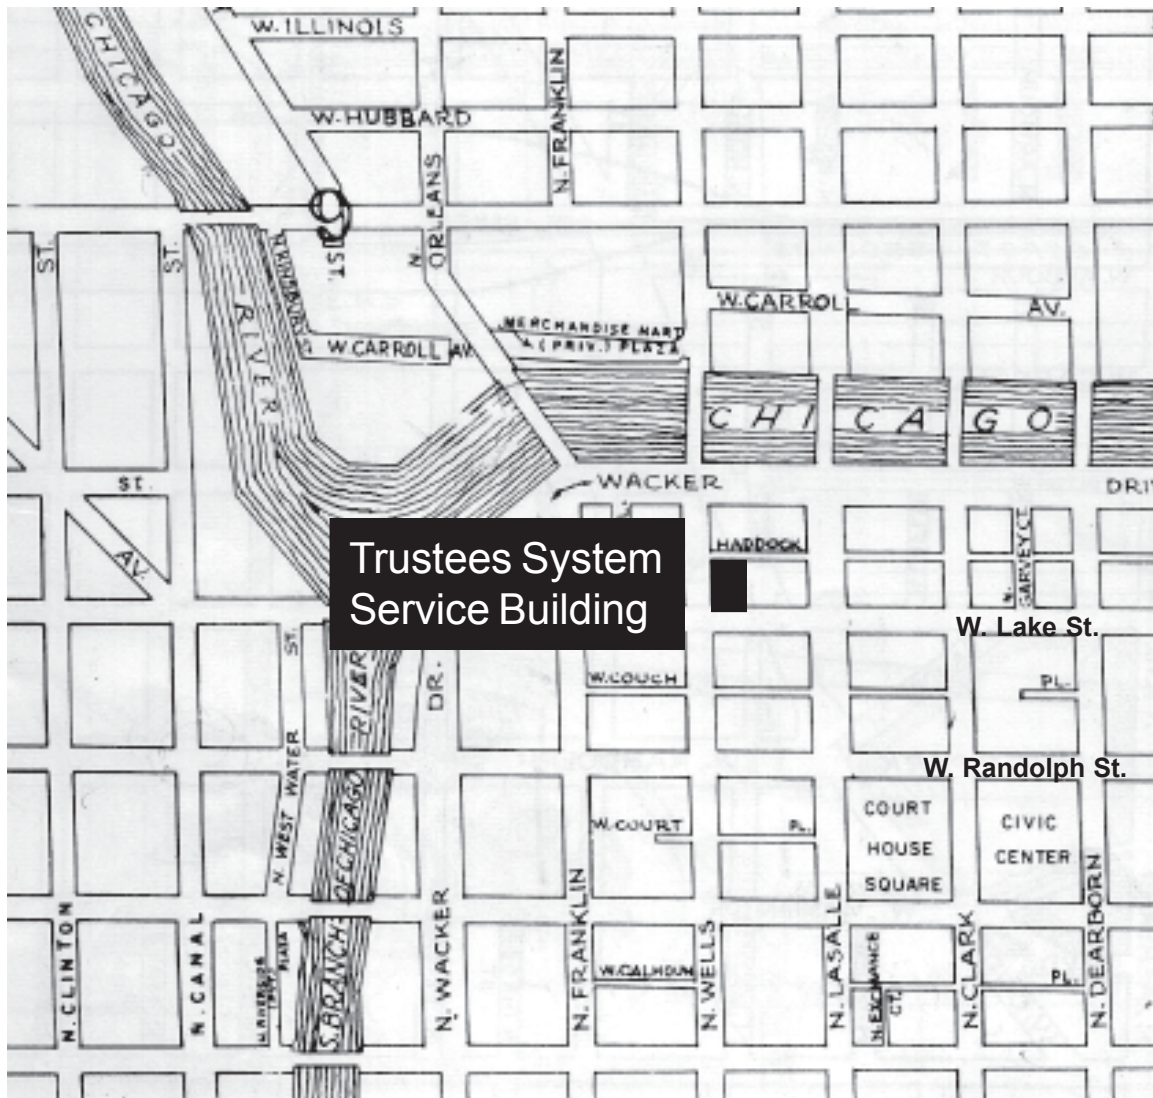 W. ILLINOIS
CHICAGO
N. FRANKLIN
W. HUBBARD
N. ORLEANS
ST.
ST.
ST.
RIVER
W. CARROLL
AV.
MERCHANDISE MART
(PRIV.) PLAZA
W. CARROLL AV.
CHICAGO
WACKER
DRI
ST.
AV.
HADDOCK
N. GARVEY CT.
Trustees System
Service Building
W. Lake St.
ST.
RIVER
DR.
W. COUCH
PL.
W. Randolph St.
N. WEST WATER
OF CHICAGO
W. COURT
PL.
COURT
HOUSE
SQUARE
CIVIC
CENTER
N. CLINTON
N. CANAL
PLAZA
S. BRANCH
N. WACKER
N. FRANKLIN
W. CALHOUN
N. WELLS
N. LASALLE
N. EXCHANGE
CT.
N. CLARK
PL.
N. DEARBORN